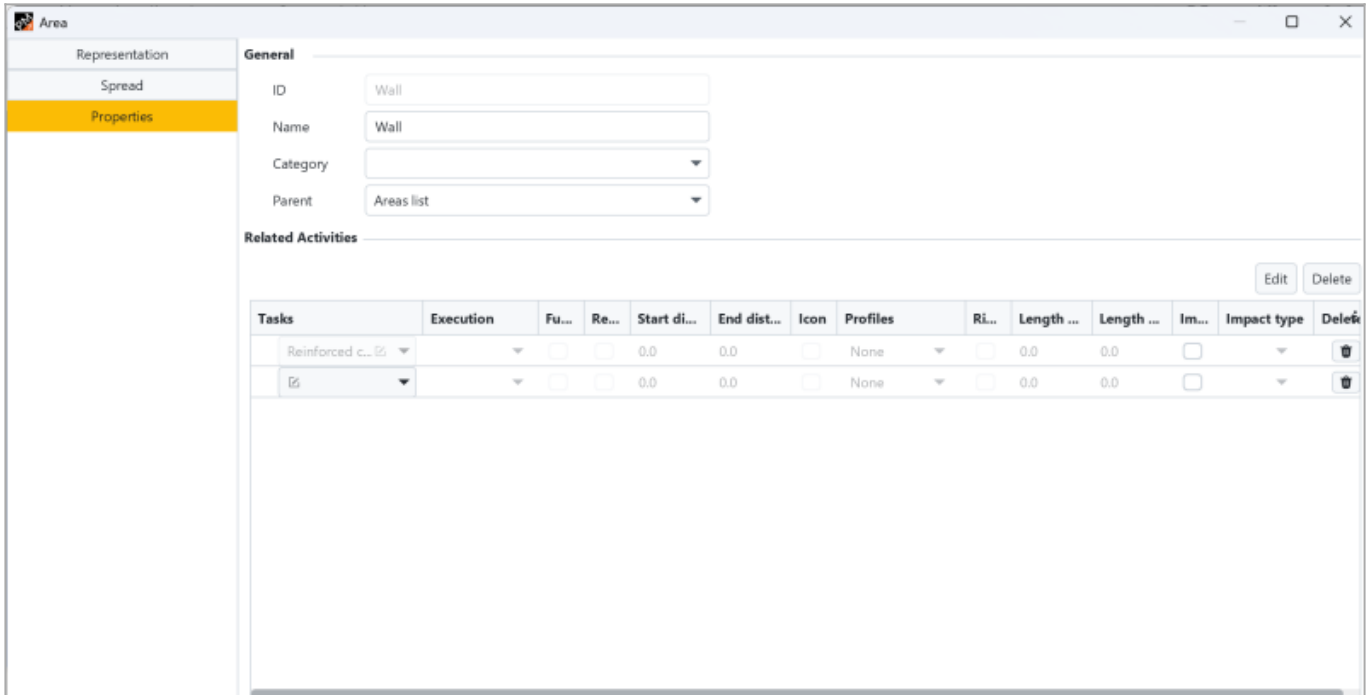 Area
Representation
Spread
Properties
General
ID Wall
Name Wall
Category
Parent Areas list
Related Activities
Edit Delete
Tasks Execution Fu... Re... Start di... End dist... Icon Profiles Ri... Length ... Length ... Im... Impact type Delete
Reinforced c... 0.0 0.0 None 0.0 0.0
0.0 0.0 None 0.0 0.0